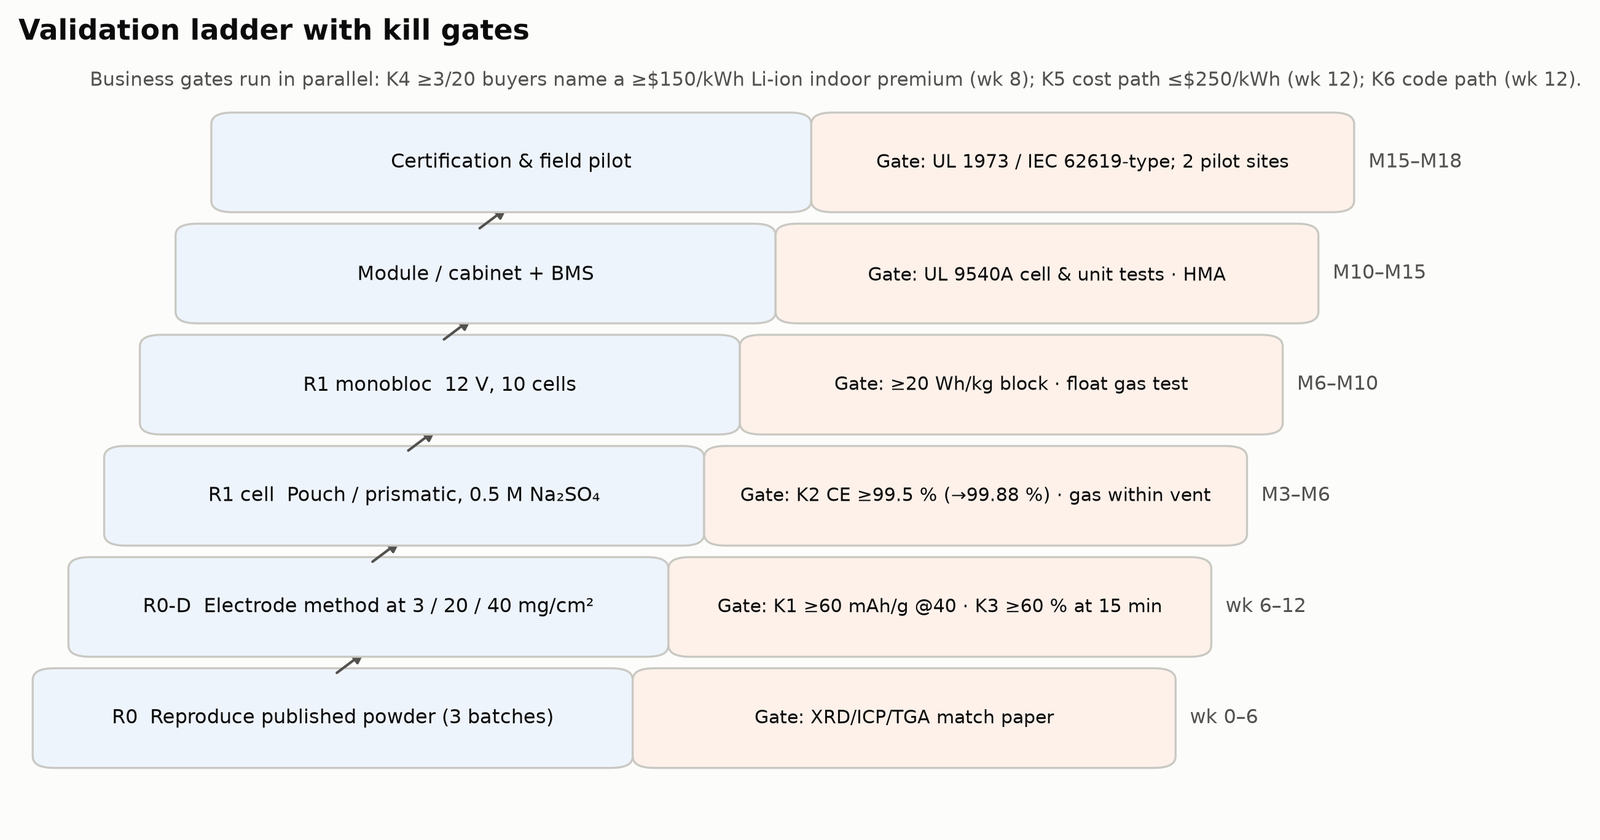 Validation ladder with kill gates
Business gates run in parallel: K4 ≥3/20 buyers name a ≥$150/kWh Li-ion indoor premium (wk 8); K5 cost path ≤$250/kWh (wk 12); K6 code path (wk 12).
Certification & field pilot
Gate: UL 1973 / IEC 62619-type; 2 pilot sites
M15–M18
Module / cabinet + BMS
Gate: UL 9540A cell & unit tests · HMA
M10–M15
R1 monobloc  12 V, 10 cells
Gate: ≥20 Wh/kg block · float gas test
M6–M10
R1 cell  Pouch / prismatic, 0.5 M Na₂SO₄
Gate: K2 CE ≥99.5 % (→99.88 %) · gas within vent
M3–M6
R0-D  Electrode method at 3 / 20 / 40 mg/cm²
Gate: K1 ≥60 mAh/g @40 · K3 ≥60 % at 15 min
wk 6–12
R0  Reproduce published powder (3 batches)
Gate: XRD/ICP/TGA match paper
wk 0–6